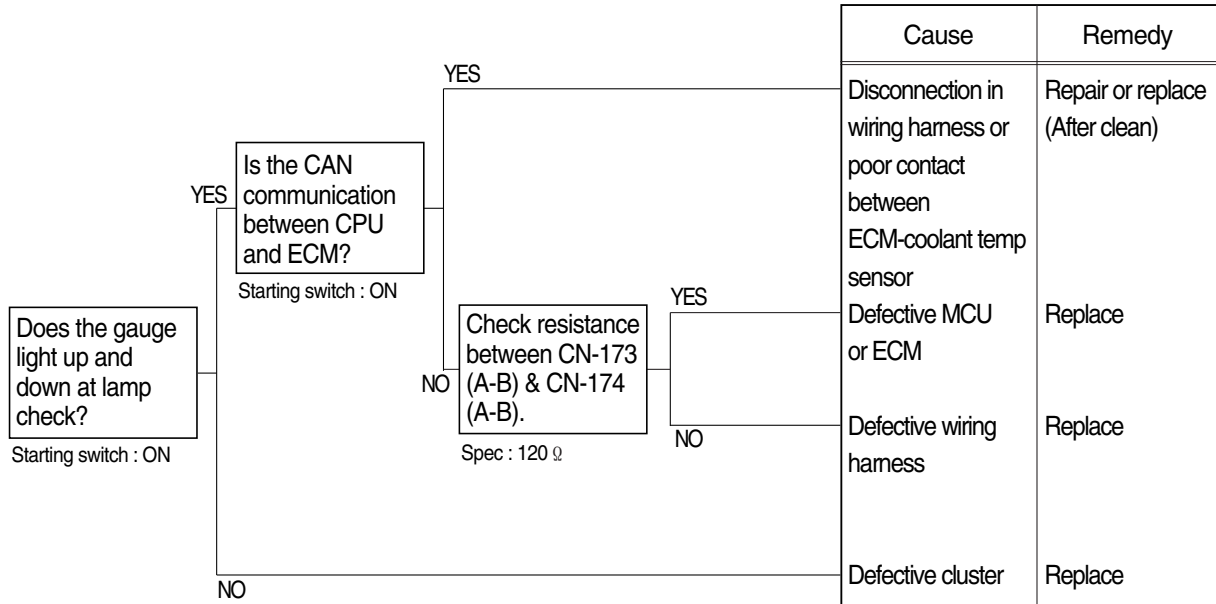 Cause
Remedy
YES
Disconnection in
wiring harness or
poor contact
between
ECM-coolant temp
sensor
Repair or replace
(After clean)
YES
Is the CAN
communication
between CPU
and ECM?
Starting switch : ON
Does the gauge
light up and
down at lamp
check?
Starting switch : ON
NO
Check resistance
between CN-173
(A-B) & CN-174
(A-B).
Spec : 120 Ω
YES
Defective MCU
or ECM
Replace
NO
Defective wiring
harness
Replace
NO
Defective cluster
Replace